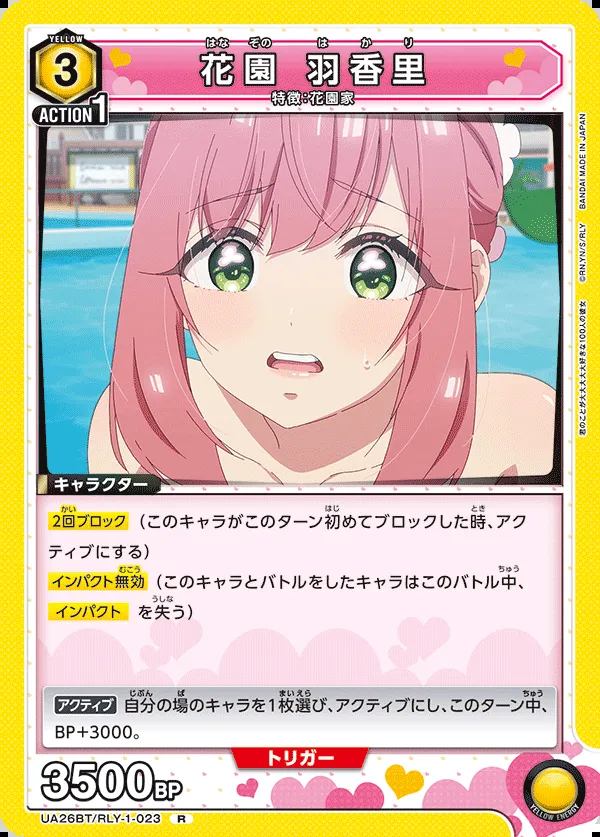 YELLOW
3
ACTION 1
はなぞの はかり
花園 羽香里
特徴:花園家
BANDAI MADE IN JAPAN
©RN.YN/S/RLY
君のことが大大大大大好きな100人の彼女
キャラクター
2回ブロック (このキャラがこのターン初めてブロックした時、アク
ティブにする)
インパクト無効 (このキャラとバトルをしたキャラはこのバトル中、
インパクト を失う)
アクティブ 自分の場のキャラを1枚選び、アクティブにし、このターン中、
BP+3000。
トリガー
3500BP
YELLOW ENERGY
UA26BT/RLY-1-023 R